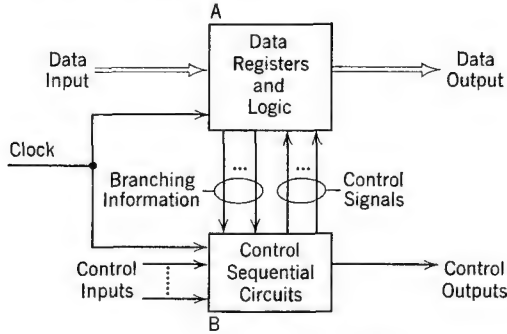 A
Data
Registers
and
Logic
Data
Input
Data
Output
Clock
...
...
Branching
Information
Control
Signals
Control
Inputs
Control
Sequential
Circuits
Control
Outputs
B